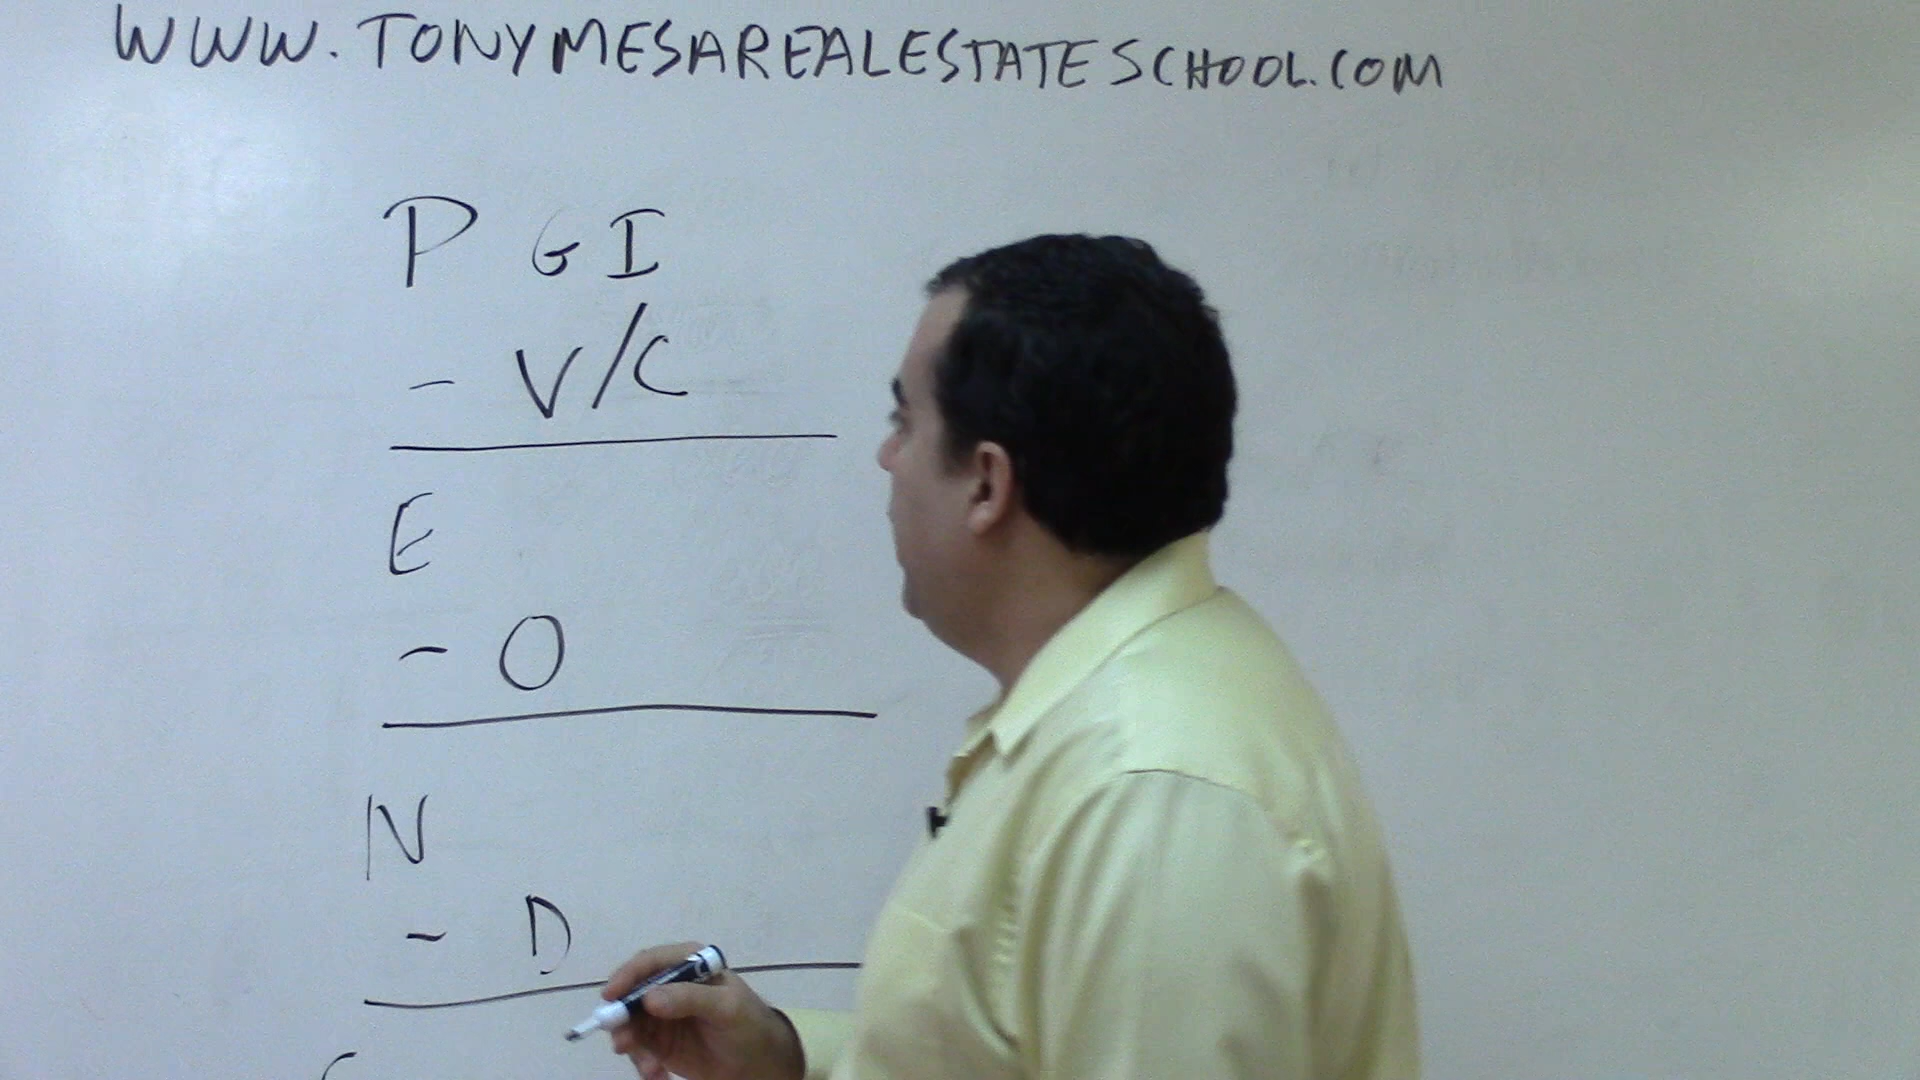 WWW.TONYMESAREALESTATESCHOOL.COM
P G I
- V/C
E
- O
N
- D